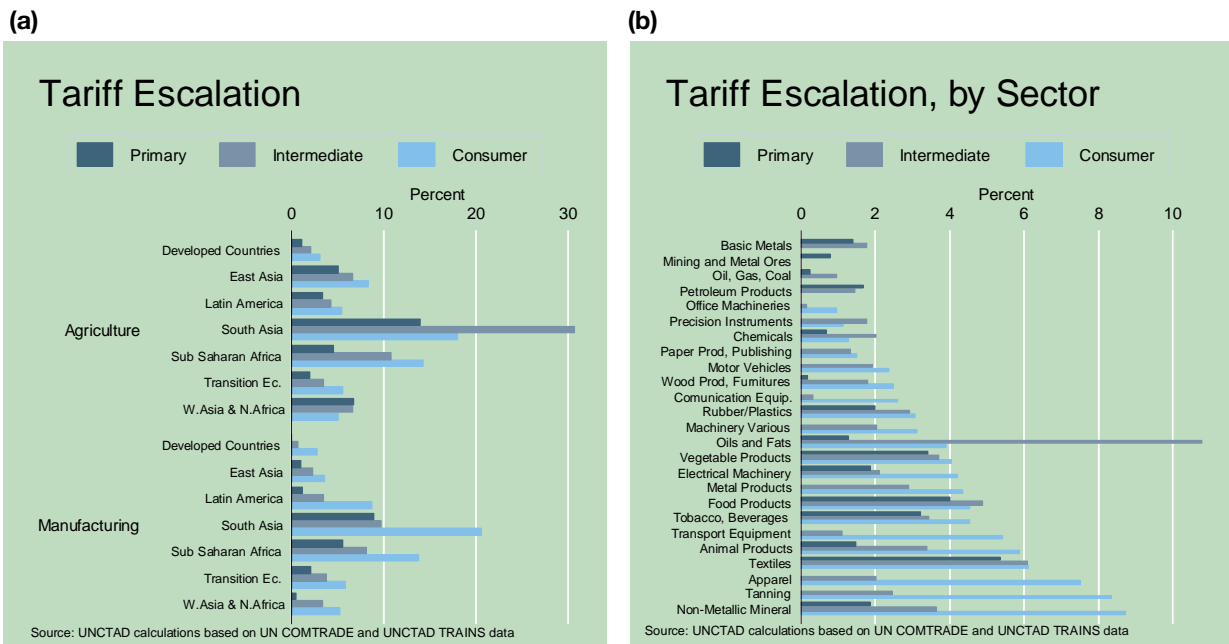 (a)
Tariff Escalation
Primary Intermediate Consumer
Percent
0 10 20 30
Agriculture
Developed Countries
East Asia
Latin America
South Asia
Sub Saharan Africa
Transition Ec.
W.Asia & N.Africa
Manufacturing
Developed Countries
East Asia
Latin America
South Asia
Sub Saharan Africa
Transition Ec.
W.Asia & N.Africa
Source: UNCTAD calculations based on UN COMTRADE and UNCTAD TRAINS data
(b)
Tariff Escalation, by Sector
Primary Intermediate Consumer
Percent
0 2 4 6 8 10
Basic Metals
Mining and Metal Ores
Oil, Gas, Coal
Petroleum Products
Office Machineries
Precision Instruments
Chemicals
Paper Prod, Publishing
Motor Vehicles
Wood Prod, Furnitures
Comunication Equip.
Rubber/Plastics
Machinery Various
Oils and Fats
Vegetable Products
Electrical Machinery
Metal Products
Food Products
Tobacco, Beverages
Transport Equipment
Animal Products
Textiles
Apparel
Tanning
Non-Metallic Mineral
Source: UNCTAD calculations based on UN COMTRADE and UNCTAD TRAINS data